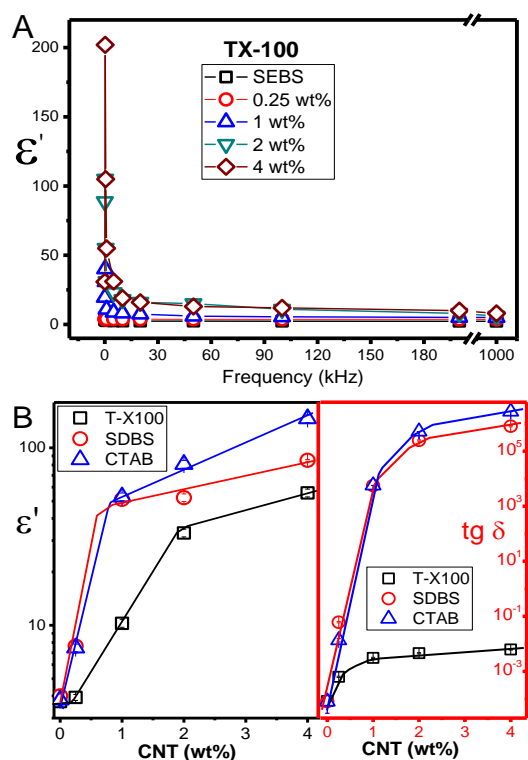 A
TX-100
SEBS
0.25 wt%
1 wt%
2 wt%
4 wt%
ε'
200
150
100
50
0
0 30 60 90 120 150 180 1000
Frequency (kHz)
B
T-X100
SDBS
CTAB
ε'
100
10
0 1 2 3 4
CNT (wt%)
tg δ
10^5
10^3
10^1
10^-1
10^-3
T-X100
SDBS
CTAB
0 1 2 3 4
CNT (wt%)